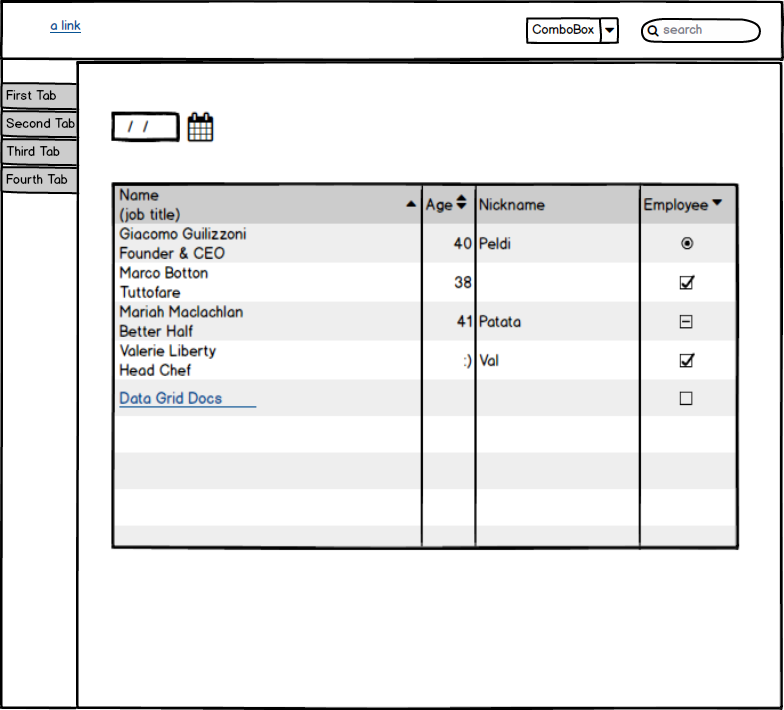 a link
ComboBox
search
First Tab
Second Tab
Third Tab
Fourth Tab
/ /
Name
(job title)
Age
Nickname
Employee
Giacomo Guilizzoni
Founder & CEO
40
Peldi
Marco Botton
Tuttofare
38
Mariah Maclachlan
Better Half
41
Patata
Valerie Liberty
Head Chef
:)
Val
Data Grid Docs